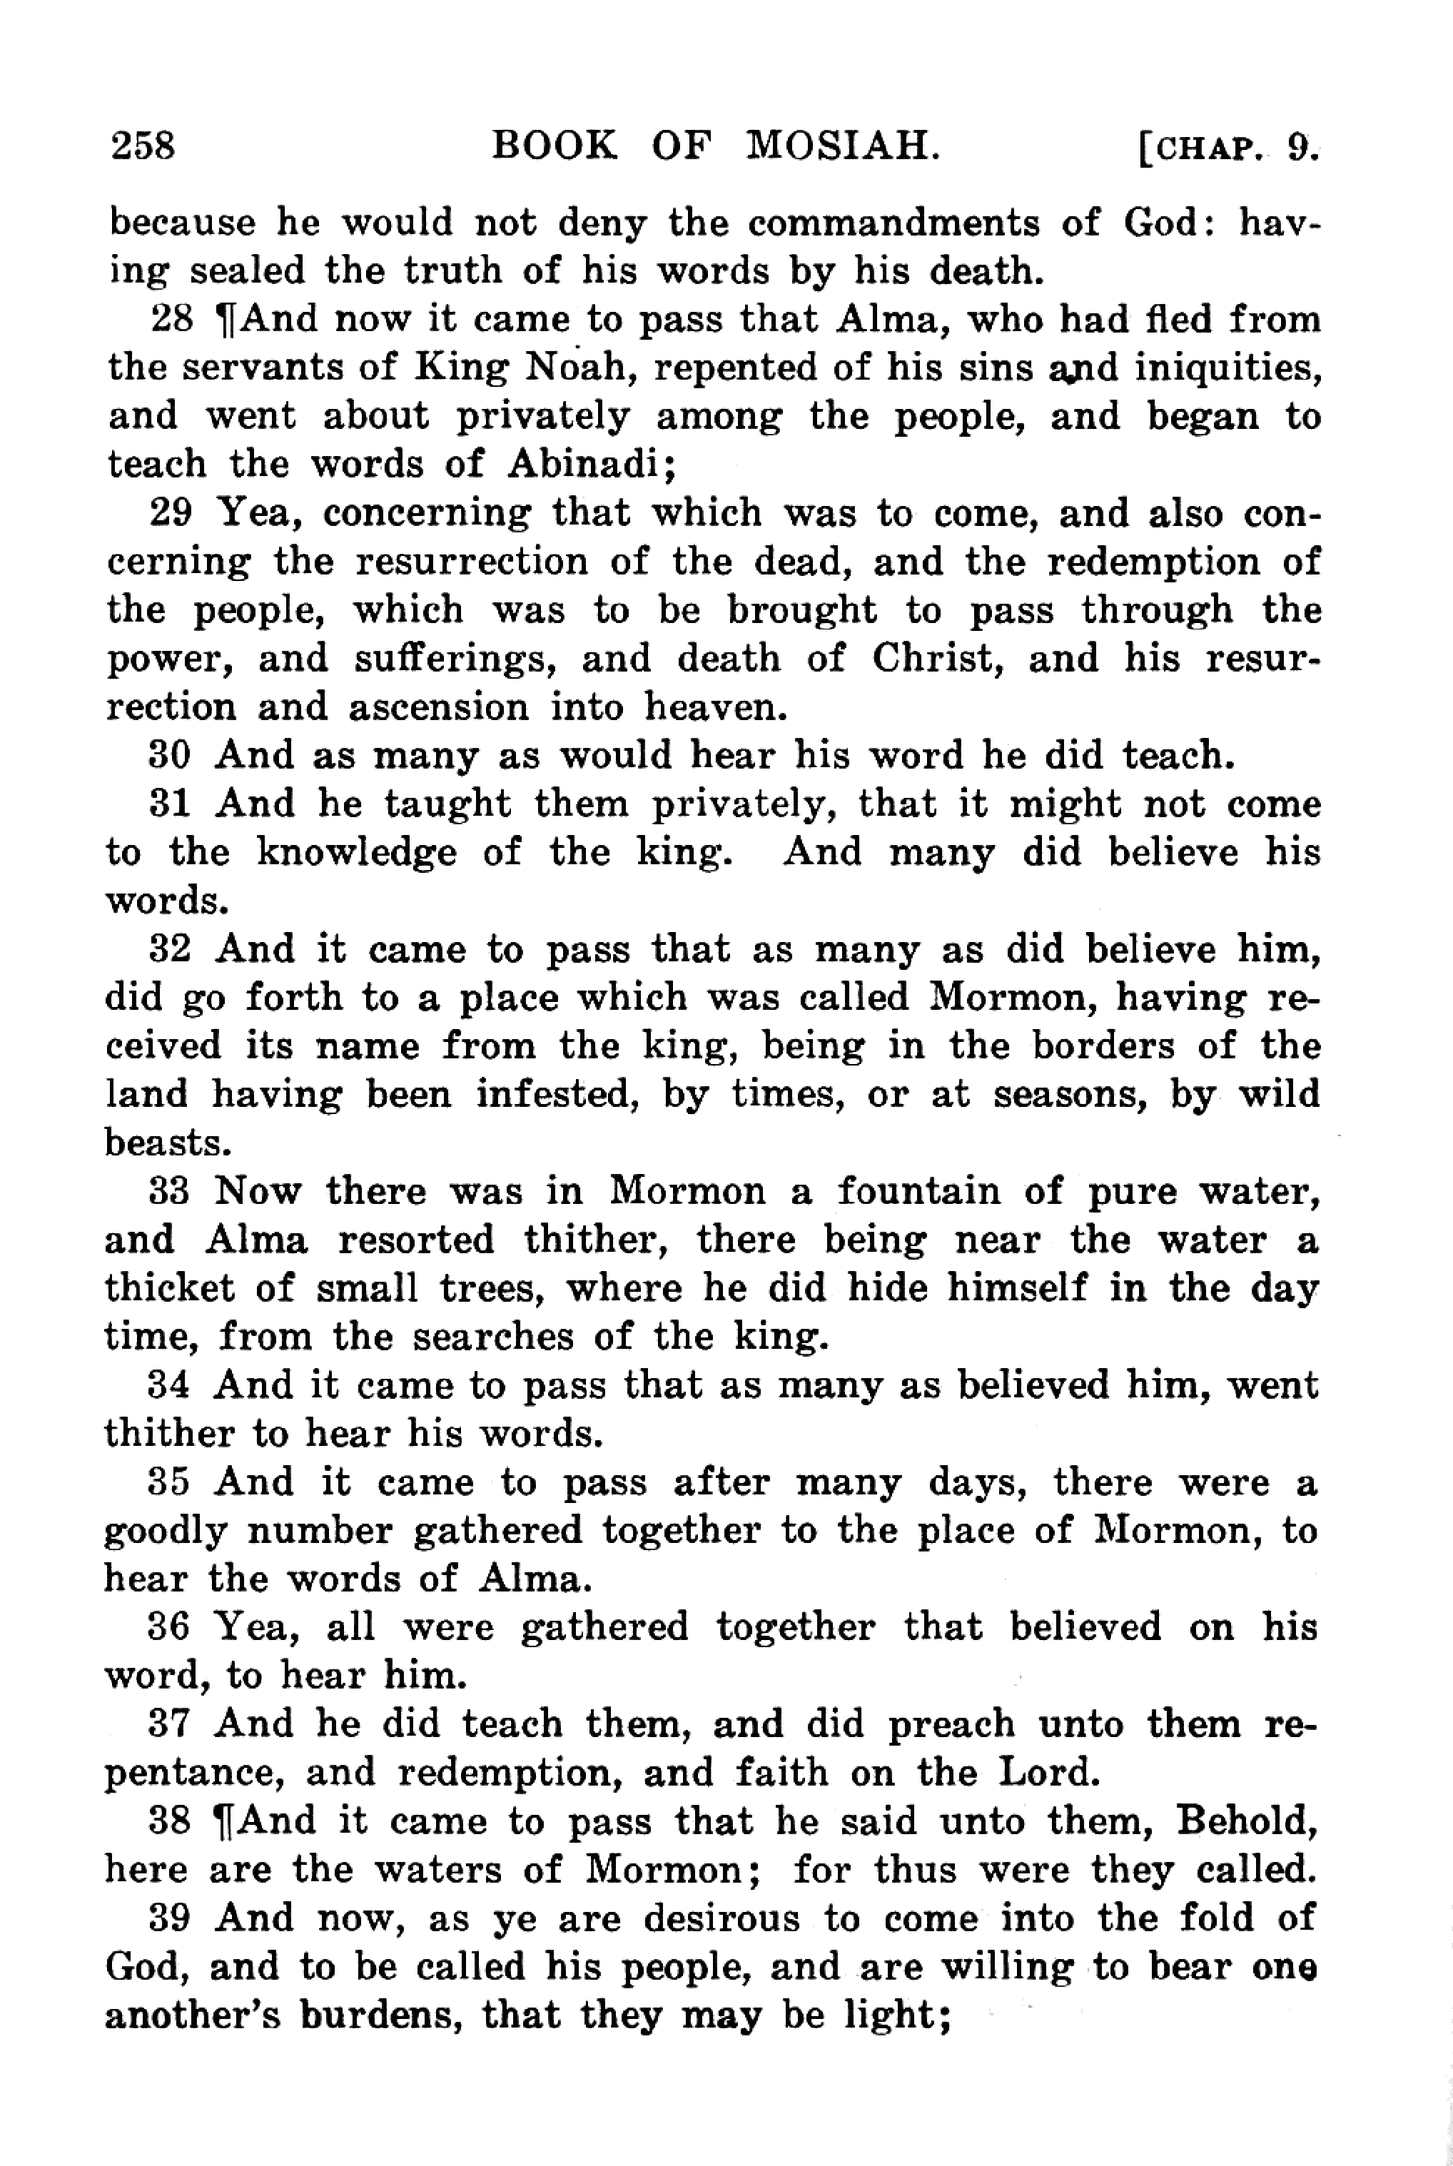 258 BOOK OF MOSIAH. [CHAP. 9.
because he would not deny the commandments of God: hav-
ing sealed the truth of his words by his death.
28 ¶And now it came to pass that Alma, who had fled from
the servants of King Noah, repented of his sins and iniquities,
and went about privately among the people, and began to
teach the words of Abinadi;
29 Yea, concerning that which was to come, and also con-
cerning the resurrection of the dead, and the redemption of
the people, which was to be brought to pass through the
power, and sufferings, and death of Christ, and his resur-
rection and ascension into heaven.
30 And as many as would hear his word he did teach.
31 And he taught them privately, that it might not come
to the knowledge of the king. And many did believe his
words.
32 And it came to pass that as many as did believe him,
did go forth to a place which was called Mormon, having re-
ceived its name from the king, being in the borders of the
land having been infested, by times, or at seasons, by wild
beasts.
33 Now there was in Mormon a fountain of pure water,
and Alma resorted thither, there being near the water a
thicket of small trees, where he did hide himself in the day
time, from the searches of the king.
34 And it came to pass that as many as believed him, went
thither to hear his words.
35 And it came to pass after many days, there were a
goodly number gathered together to the place of Mormon, to
hear the words of Alma.
36 Yea, all were gathered together that believed on his
word, to hear him.
37 And he did teach them, and did preach unto them re-
pentance, and redemption, and faith on the Lord.
38 ¶And it came to pass that he said unto them, Behold,
here are the waters of Mormon; for thus were they called.
39 And now, as ye are desirous to come into the fold of
God, and to be called his people, and are willing to bear one
another's burdens, that they may be light;